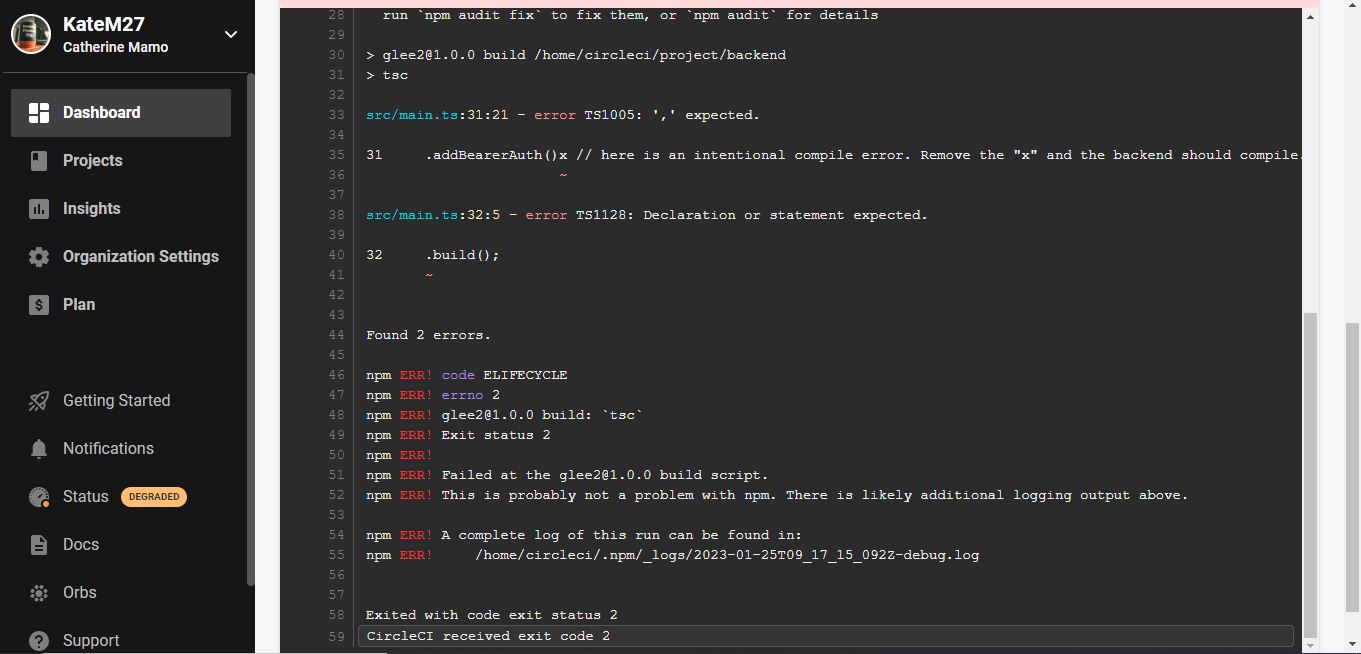 KateM27
Catherine Mamo
Dashboard
Projects
Insights
Organization Settings
Plan
Getting Started
Notifications
Status DEGRADED
Docs
Orbs
Support
28 run `npm audit fix` to fix them, or `npm audit` for details
29
30 > glee2@1.0.0 build /home/circleci/project/backend
31 > tsc
32
33 src/main.ts:31:21 - error TS1005: ',' expected.
34
35 31 .addBearerAuth()x // here is an intentional compile error. Remove the "x" and the backend should compile.
36 ~
37
38 src/main.ts:32:5 - error TS1128: Declaration or statement expected.
39
40 32 .build();
41 ~
42
43
44 Found 2 errors.
45
46 npm ERR! code ELIFECYCLE
47 npm ERR! errno 2
48 npm ERR! glee2@1.0.0 build: `tsc`
49 npm ERR! Exit status 2
50 npm ERR!
51 npm ERR! Failed at the glee2@1.0.0 build script.
52 npm ERR! This is probably not a problem with npm. There is likely additional logging output above.
53
54 npm ERR! A complete log of this run can be found in:
55 npm ERR! /home/circleci/.npm/_logs/2023-01-25T09_17_15_092Z-debug.log
56
57
58 Exited with code exit status 2
59 CircleCI received exit code 2